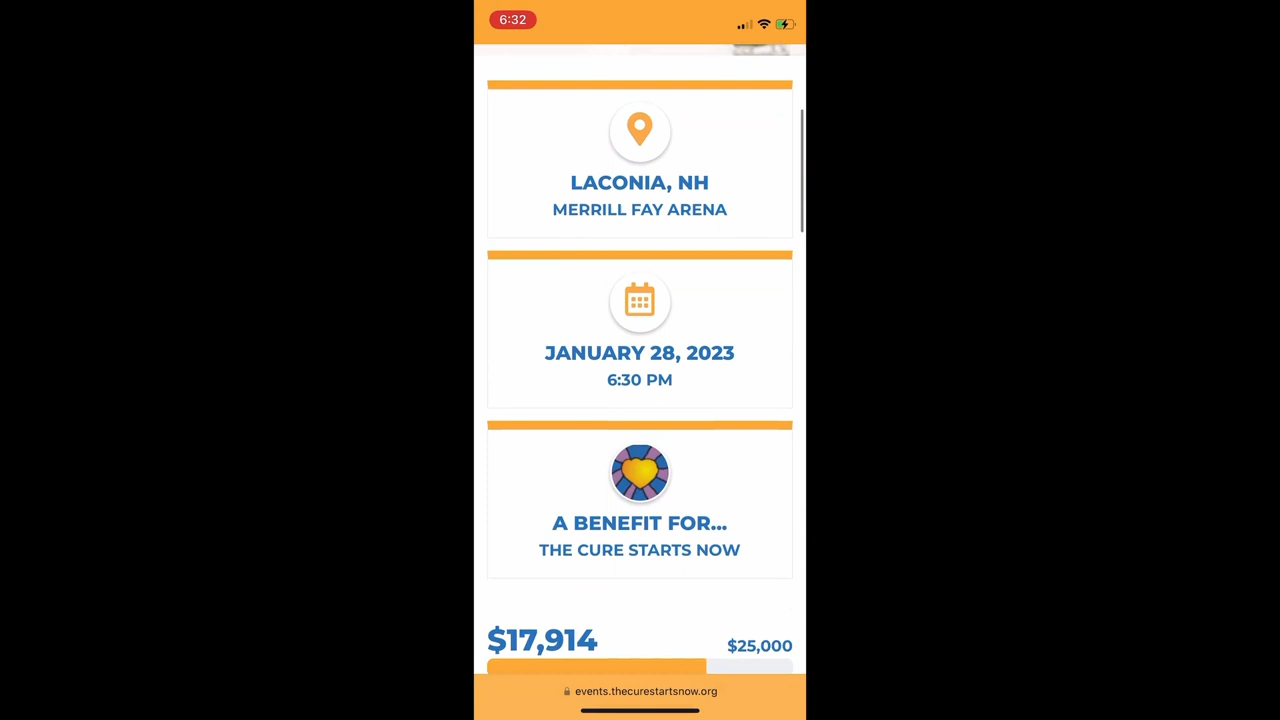 6:32
LACONIA, NH
MERRILL FAY ARENA
JANUARY 28, 2023
6:30 PM
A BENEFIT FOR...
THE CURE STARTS NOW
$17,914
$25,000
events.thecurestartsnow.org